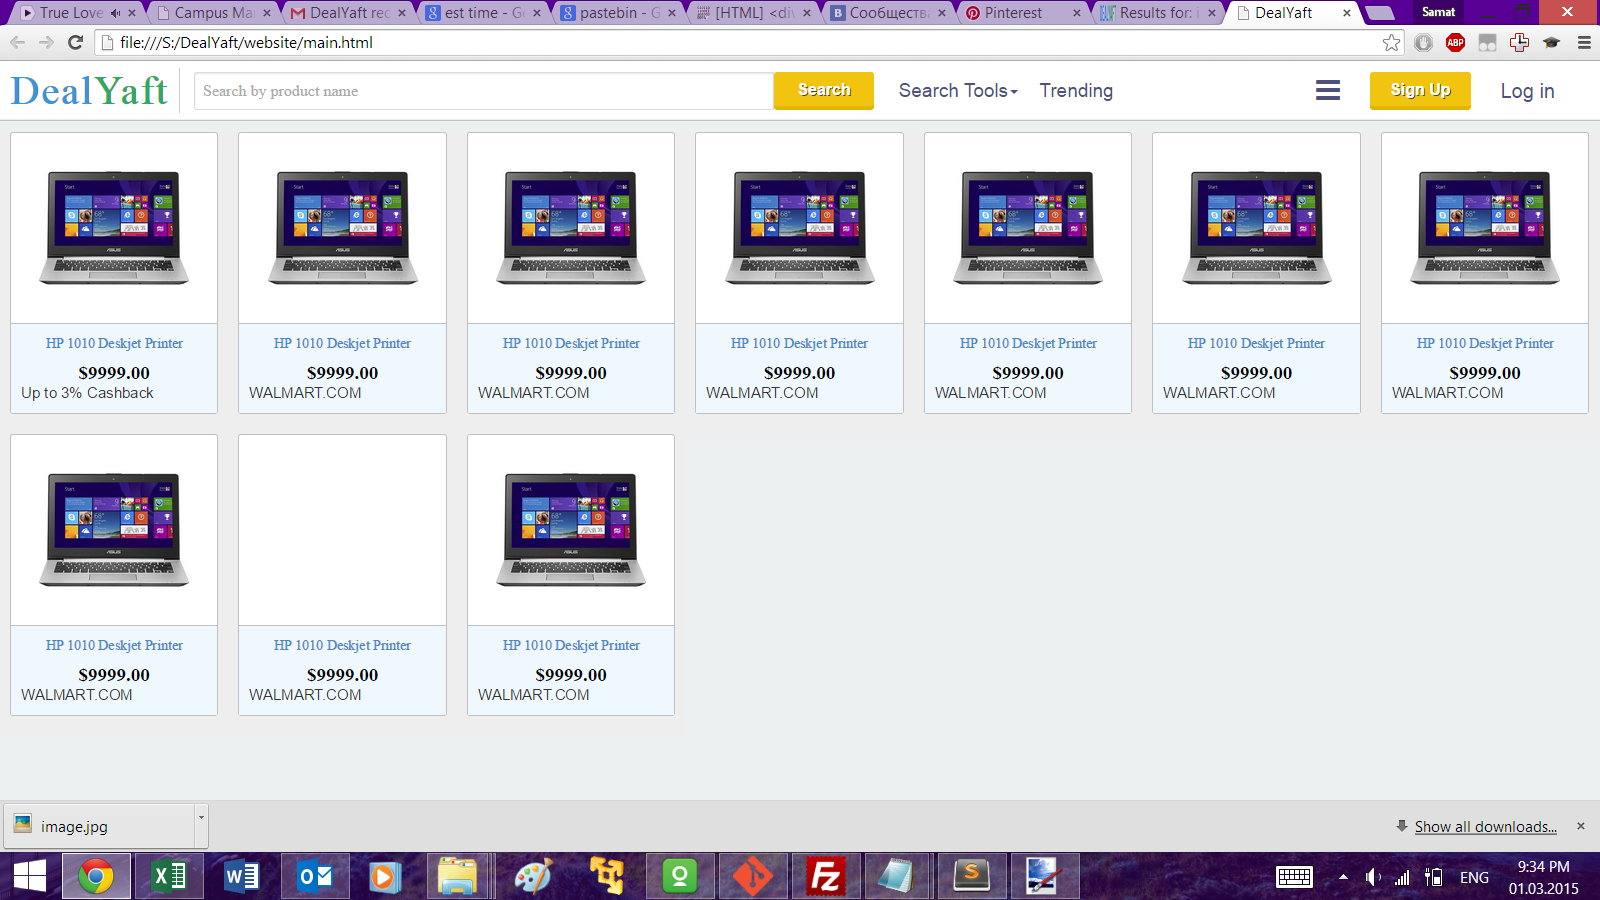 True Love
Campus Ma
DealYaft rec
est time - Go
pastebin - G
[HTML] <div
Сообществ
Pinterest
Results for: i
DealYaft
Samat
file:///S:/DealYaft/website/main.html
ABP
DealYaft
Search by product name
Search
Search Tools
Trending
Sign Up
Log in
HP 1010 Deskjet Printer
$9999.00
Up to 3% Cashback
HP 1010 Deskjet Printer
$9999.00
WALMART.COM
HP 1010 Deskjet Printer
$9999.00
WALMART.COM
HP 1010 Deskjet Printer
$9999.00
WALMART.COM
HP 1010 Deskjet Printer
$9999.00
WALMART.COM
HP 1010 Deskjet Printer
$9999.00
WALMART.COM
HP 1010 Deskjet Printer
$9999.00
WALMART.COM
HP 1010 Deskjet Printer
$9999.00
WALMART.COM
HP 1010 Deskjet Printer
$9999.00
WALMART.COM
HP 1010 Deskjet Printer
$9999.00
WALMART.COM
image.jpg
Show all downloads...
ENG
9:34 PM
01.03.2015